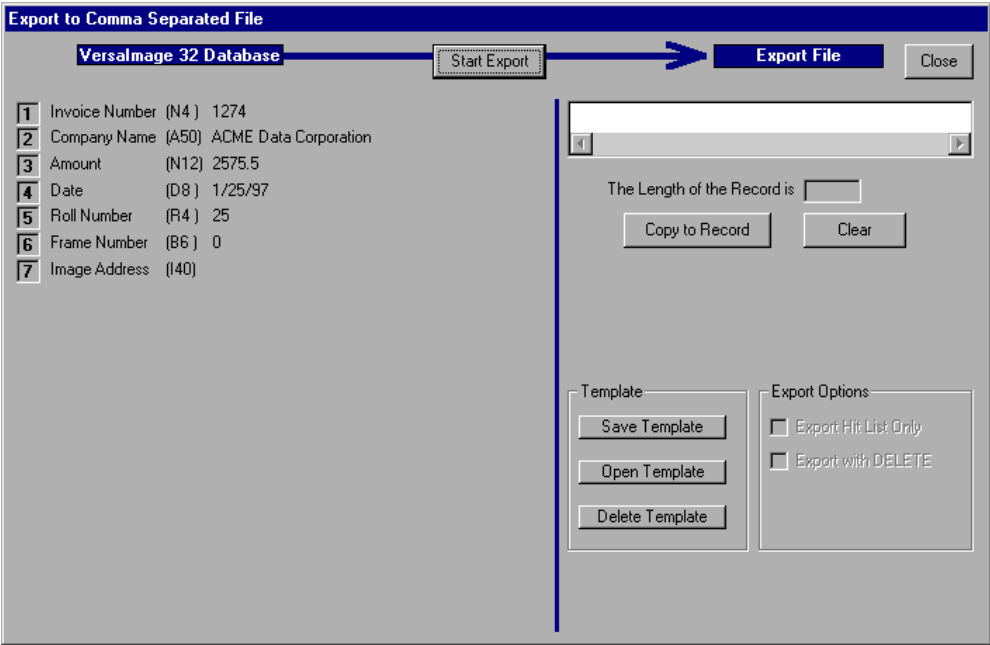 Export to Comma Separated File
VersaImage 32 Database
Start Export
Export File
Close
1 Invoice Number (N4 ) 1274
2 Company Name (A50) ACME Data Corporation
3 Amount (N12) 2575.5
4 Date (D8 ) 1/25/97
5 Roll Number (R4 ) 25
6 Frame Number (B6 ) 0
7 Image Address (I40)
The Length of the Record is
Copy to Record
Clear
Template
Save Template
Open Template
Delete Template
Export Options
Export Hit List Only
Export with DELETE